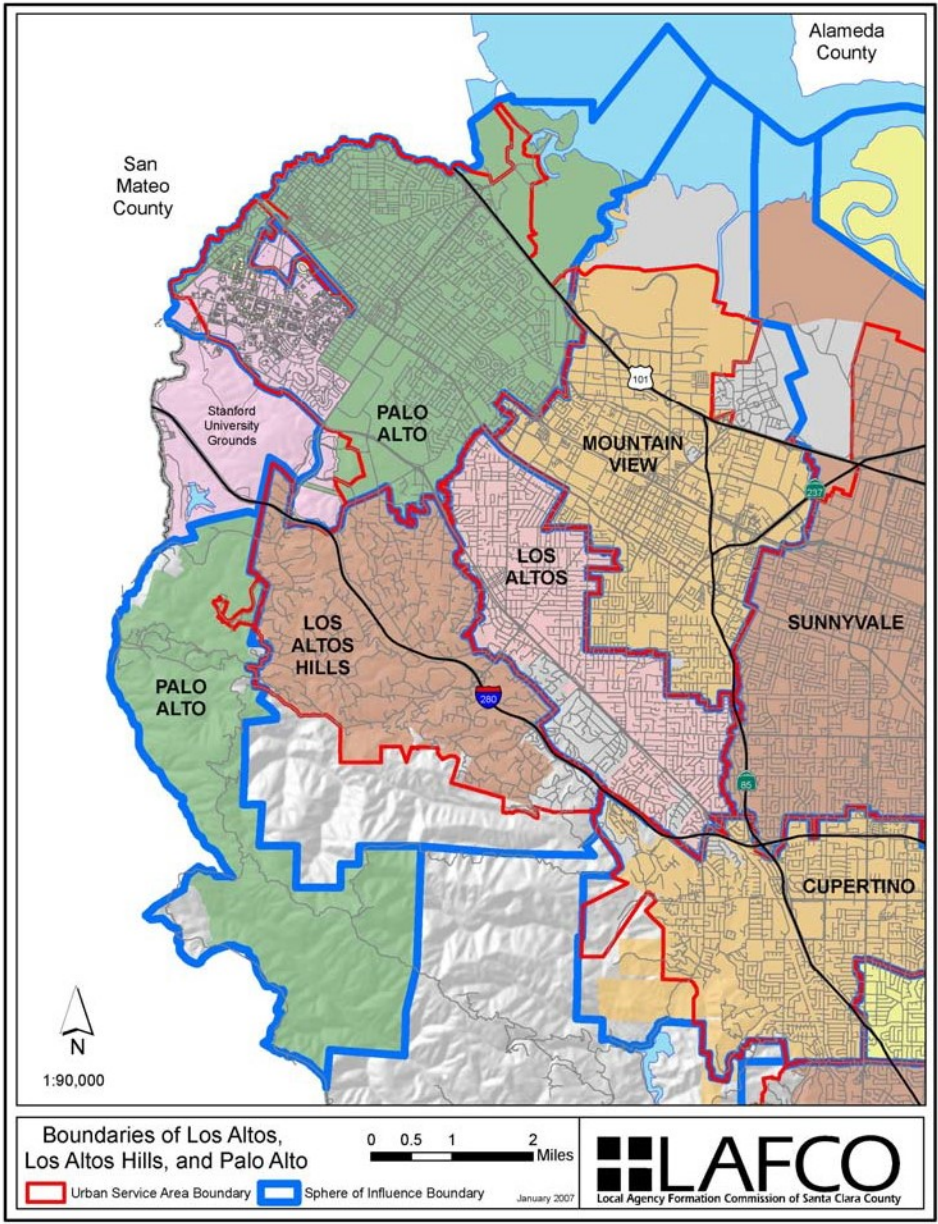 Alameda
County
San
Mateo
County
101
Stanford
University
Grounds
PALO
ALTO
MOUNTAIN
VIEW
237
LOS
ALTOS
SUNNYVALE
LOS
ALTOS
HILLS
PALO
ALTO
280
85
CUPERTINO
N
1:90,000
Boundaries of Los Altos,
Los Altos Hills, and Palo Alto
0 0.5 1 2
Miles
Urban Service Area Boundary Sphere of Influence Boundary
January 2007
LAFCO
Local Agency Formation Commission of Santa Clara County